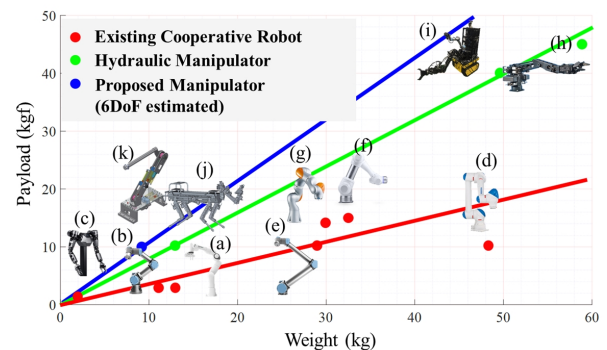 50
40
30
20
10
0
Payload (kgf)
Existing Cooperative Robot
Hydraulic Manipulator
Proposed Manipulator
(6DoF estimated)
(i)
(h)
(k)
(j)
(g)
(f)
(d)
(c)
(b)
(a)
(e)
0 10 20 30 40 50 60
Weight (kg)